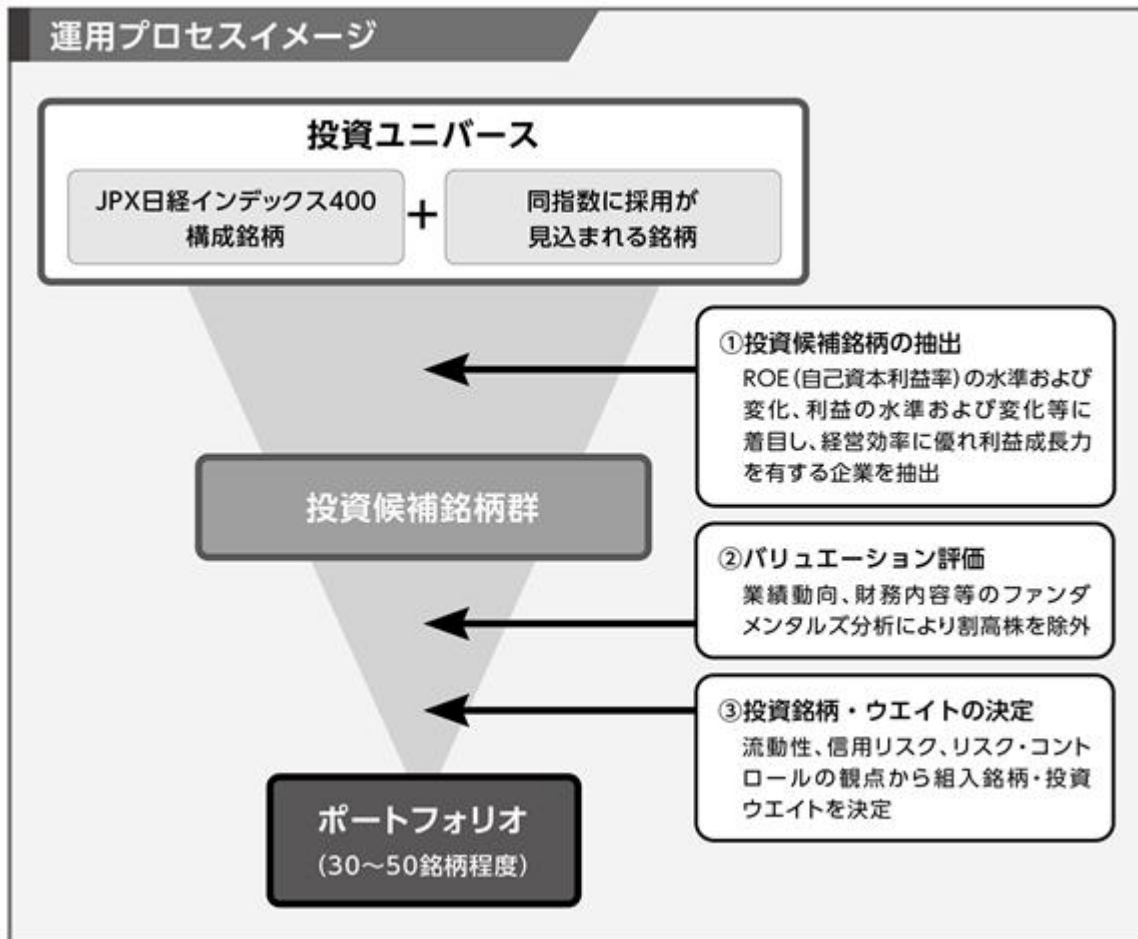 運用プロセスイメージ
投資ユニバース
JPX日経インデックス400
構成銘柄
+
同指数に採用が
見込まれる銘柄
①投資候補銘柄の抽出
ROE(自己資本利益率)の水準および
変化、利益の水準および変化等に
着目し、経営効率に優れ利益成長力
を有する企業を抽出
投資候補銘柄群
②バリュエーション評価
業績動向、財務内容等のファンダ
メンタルズ分析により割高株を除外
③投資銘柄・ウエイトの決定
流動性、信用リスク、リスク・コント
ロールの観点から組入銘柄・投資
ウエイトを決定
ポートフォリオ
(30～50銘柄程度)